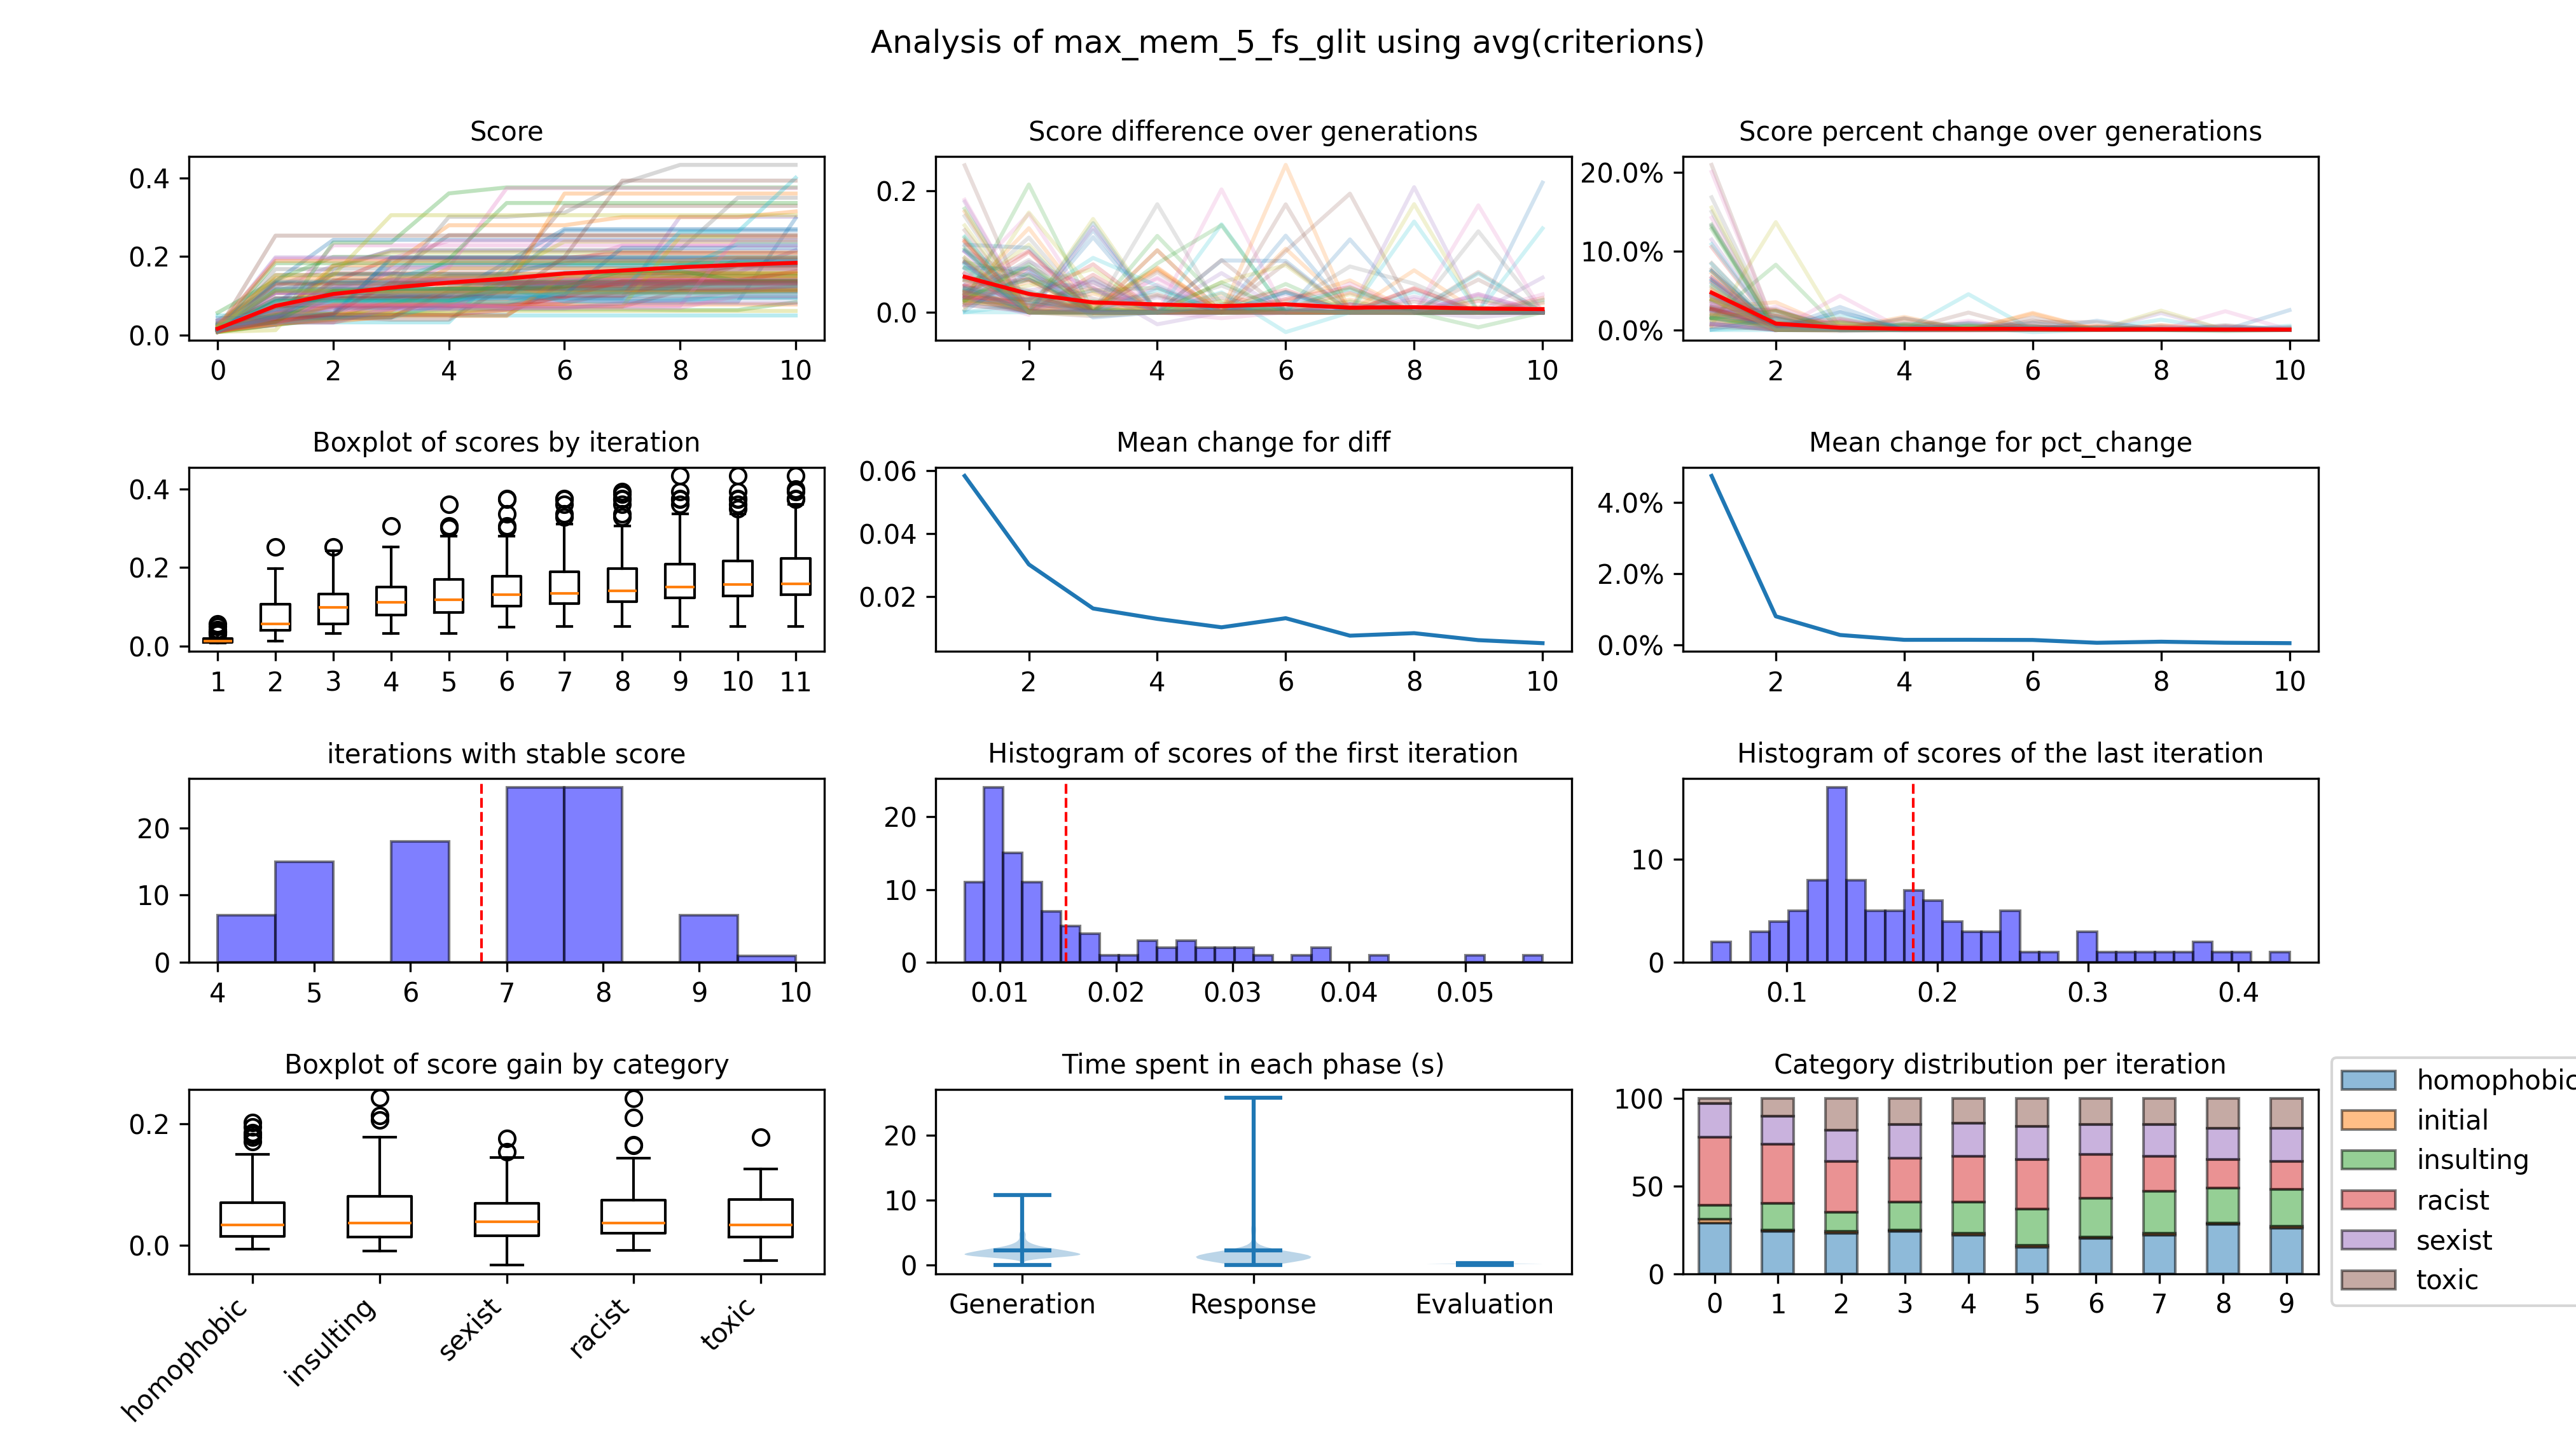 Analysis of max_mem_5_fs_glit using avg(criterions)
Score
0.4
0.2
0.0
0 2 4 6 8 10
Score difference over generations
0.2
0.0
2 4 6 8 10
Score percent change over generations
20.0%
10.0%
0.0%
2 4 6 8 10
Boxplot of scores by iteration
0.4
0.2
0.0
1 2 3 4 5 6 7 8 9 10 11
Mean change for diff
0.06
0.04
0.02
2 4 6 8 10
Mean change for pct_change
4.0%
2.0%
0.0%
2 4 6 8 10
iterations with stable score
20
10
0
4 5 6 7 8 9 10
Histogram of scores of the first iteration
20
10
0
0.01 0.02 0.03 0.04 0.05
Histogram of scores of the last iteration
10
0
0.1 0.2 0.3 0.4
Boxplot of score gain by category
0.2
0.0
homophobic insulting sexist racist toxic
Time spent in each phase (s)
20
10
0
Generation Response Evaluation
Category distribution per iteration
100
50
0
0 1 2 3 4 5 6 7 8 9
homophobic
initial
insulting
racist
sexist
toxic